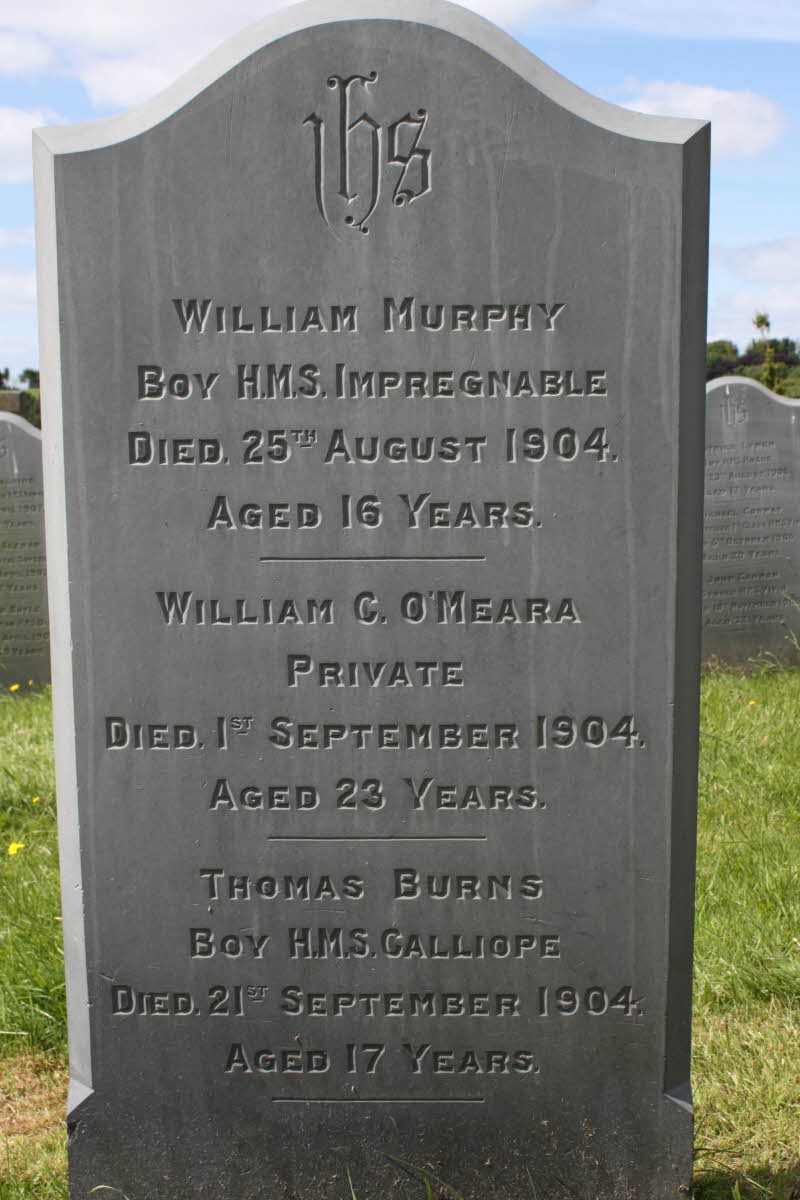 IHS
WILLIAM MURPHY
BOY H.M.S. IMPREGNABLE
DIED. 25TH AUGUST 1904.
AGED 16 YEARS.
WILLIAM C. O'MEARA
PRIVATE
DIED. 1ST SEPTEMBER 1904.
AGED 23 YEARS.
THOMAS BURNS
BOY H.M.S. CALLIOPE
DIED. 21ST SEPTEMBER 1904.
AGED 17 YEARS.